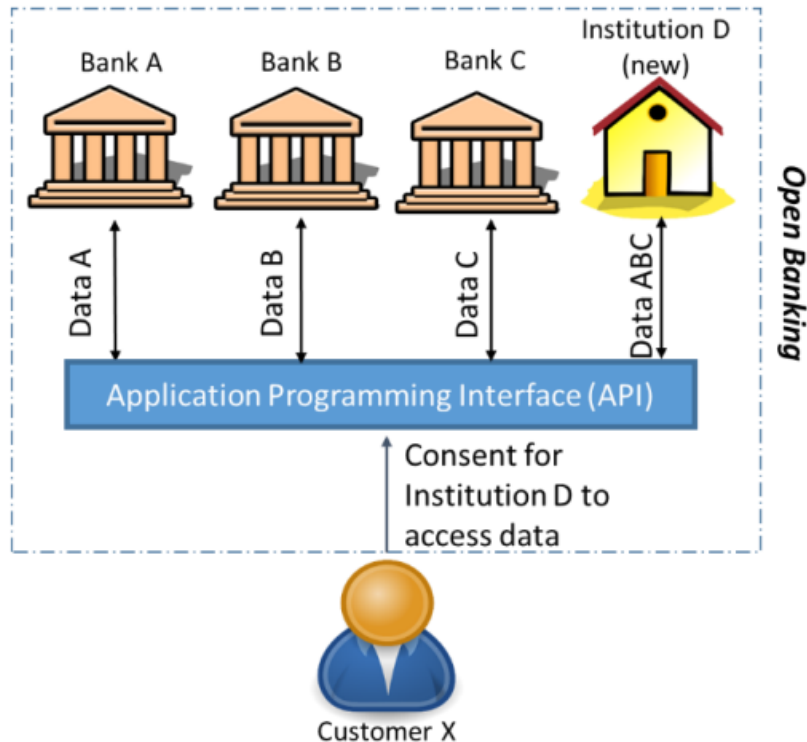 Bank A
Bank B
Bank C
Institution D
(new)
Data A
Data B
Data C
Data ABC
Open Banking
Application Programming Interface (API)
Consent for
Institution D to
access data
Customer X